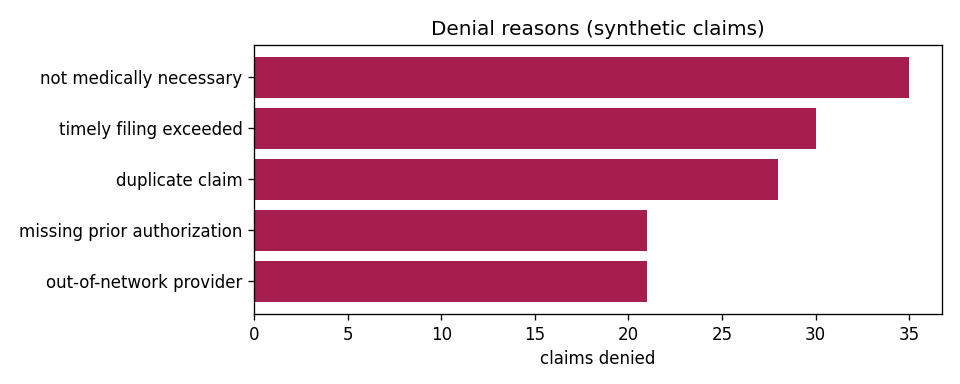 Denial reasons (synthetic claims)
not medically necessary
timely filing exceeded
duplicate claim
missing prior authorization
out-of-network provider
0 5 10 15 20 25 30 35
claims denied